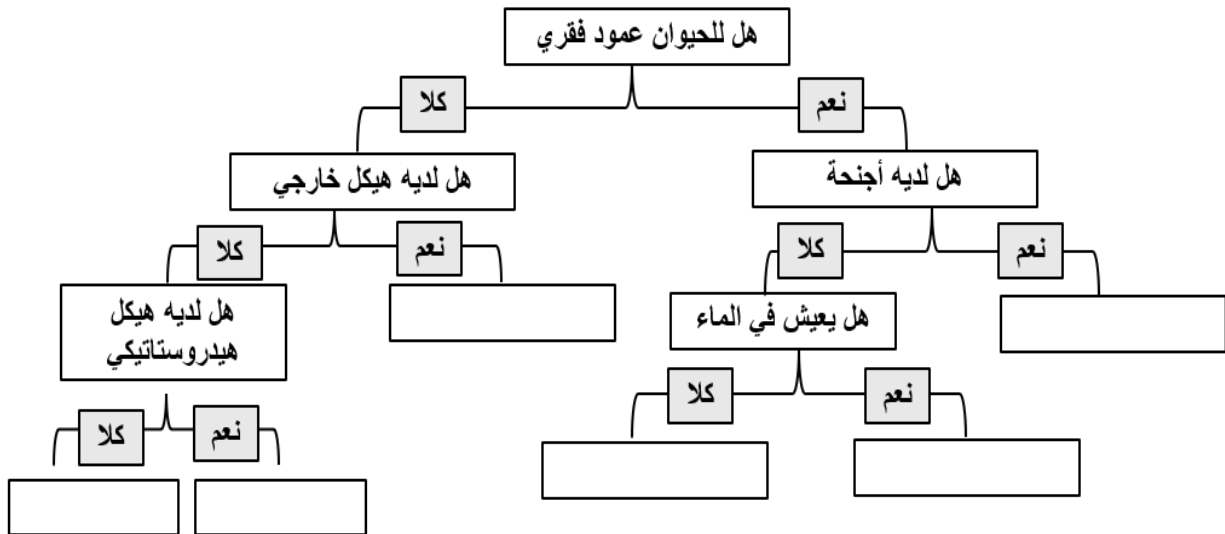 هل للحيوان عمود فقري
نعم
كلا
هل لديه أجنحة
هل لديه هيكل خارجي
نعم
كلا
نعم
كلا
هل يعيش في الماء
هل لديه هيكل
هيدروستاتيكي
نعم
كلا
نعم
كلا